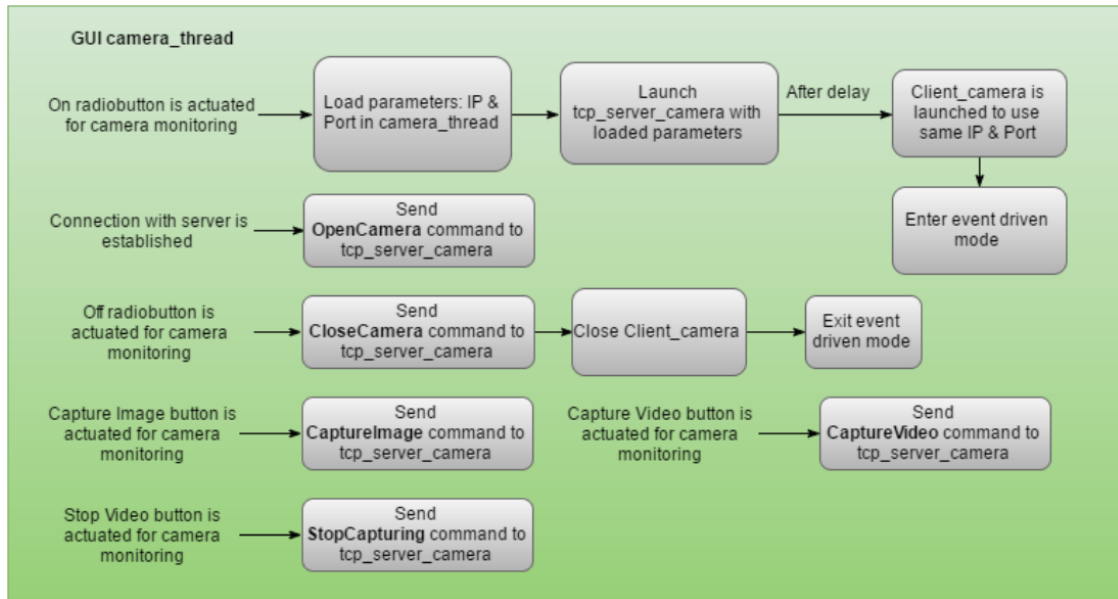 GUI camera_thread
On radiobutton is actuated
for camera monitoring
Load parameters: IP &
Port in camera_thread
Launch
tcp_server_camera with
loaded parameters
After delay
Client_camera is
launched to use
same IP & Port
Enter event driven
mode
Connection with server is
established
Send
OpenCamera command to
tcp_server_camera
Off radiobutton is
actuated for camera
monitoring
Send
CloseCamera command to
tcp_server_camera
Close Client_camera
Exit event
driven mode
Capture Image button is
actuated for camera
monitoring
Send
CaptureImage command to
tcp_server_camera
Capture Video button is
actuated for camera
monitoring
Send
CaptureVideo command to
tcp_server_camera
Stop Video button is
actuated for camera
monitoring
Send
StopCapturing command to
tcp_server_camera